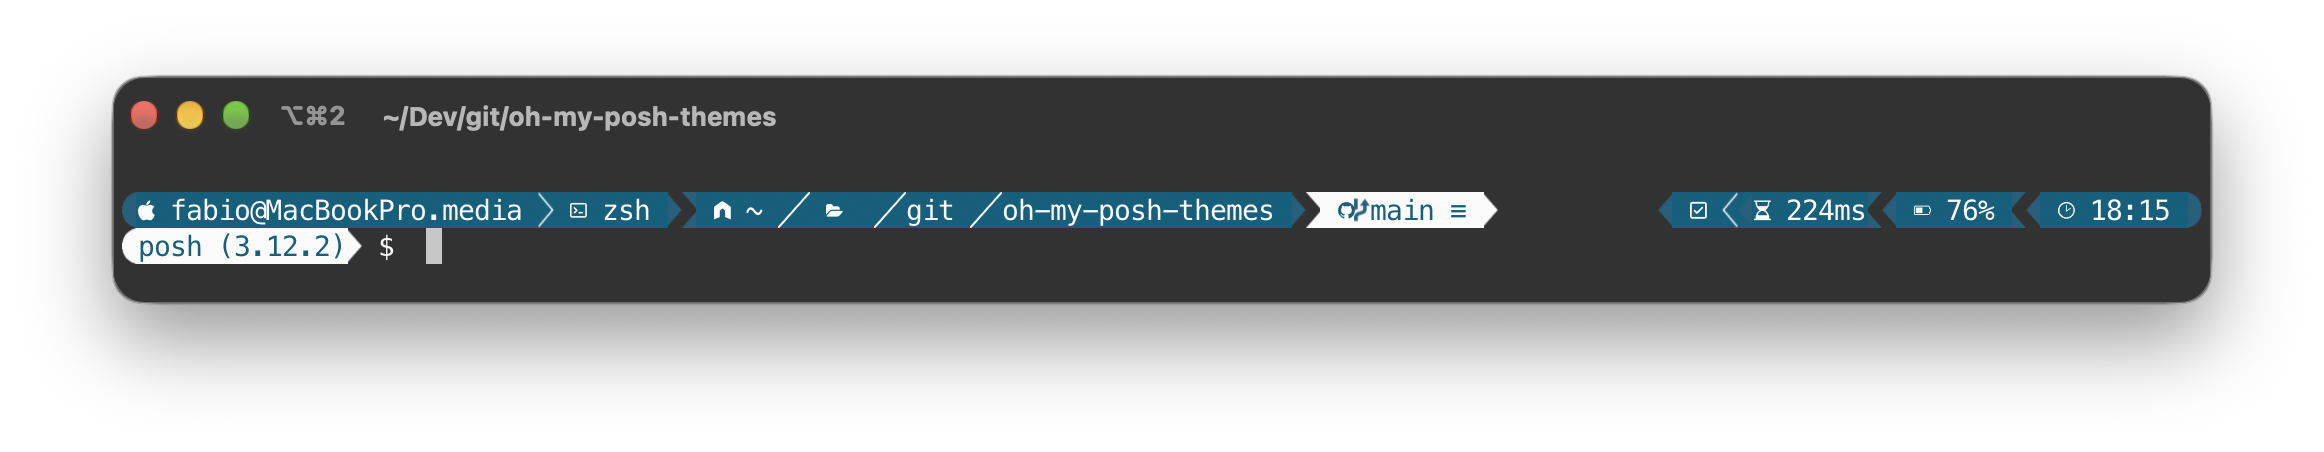 ⌥⌘2 ~/Dev/git/oh-my-posh-themes
fabio@MacBookPro.media zsh ~ / / git / oh-my-posh-themes main ≡ 224ms 76% 18:15
posh (3.12.2) $